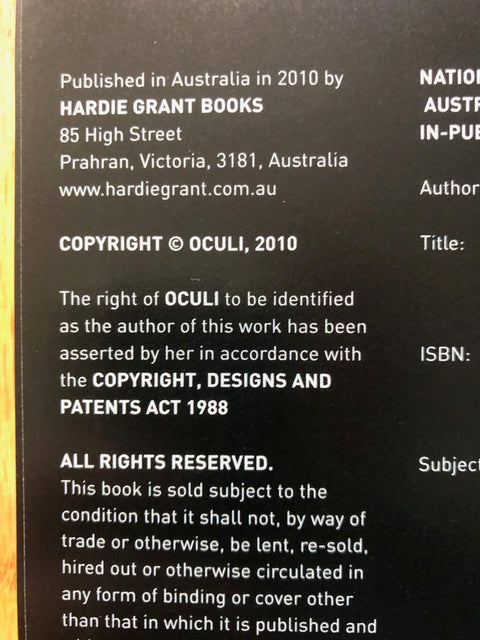 Published in Australia in 2010 by
HARDIE GRANT BOOKS
85 High Street
Prahran, Victoria, 3181, Australia
www.hardiegrant.com.au
COPYRIGHT © OCULI, 2010
The right of OCULI to be identified
as the author of this work has been
asserted by her in accordance with
the COPYRIGHT, DESIGNS AND
PATENTS ACT 1988
ALL RIGHTS RESERVED.
This book is sold subject to the
condition that it shall not, by way of
trade or otherwise, be lent, re-sold,
hired out or otherwise circulated in
any form of binding or cover other
than that in which it is published and
NATIO
AUSTR
IN-PUB
Author
Title:
ISBN:
Subject